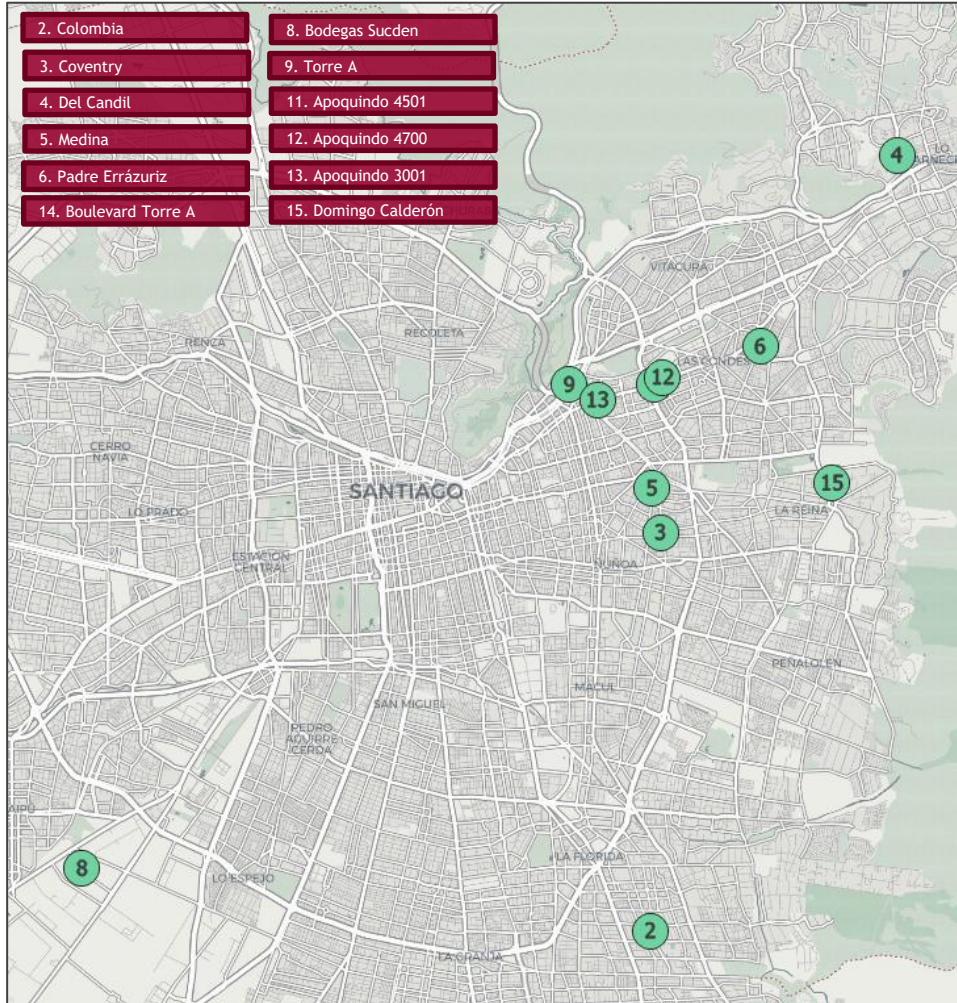 2. Colombia
3. Coventry
4. Del Candil
5. Medina
6. Padre Errázuriz
14. Boulevard Torre A
8. Bodegas Sucden
9. Torre A
11. Apoquindo 4501
12. Apoquindo 4700
13. Apoquindo 3001
15. Domingo Calderón
4
LO
VITACURA
RECOLETA
RENCA
6
LAS CONDES
12
9
13
CERRO
NAVIA
SANTIAGO
5
15
LO PRADO
LA REINA
3
ESTACIÓN
CENTRAL
ÑUÑOA
PEÑALOLÉN
MACUL
SAN MIGUEL
PEDRO
AGUIRRE
CERDA
8
LA FLORIDA
LO ESPEJO
2
LA GRANJA